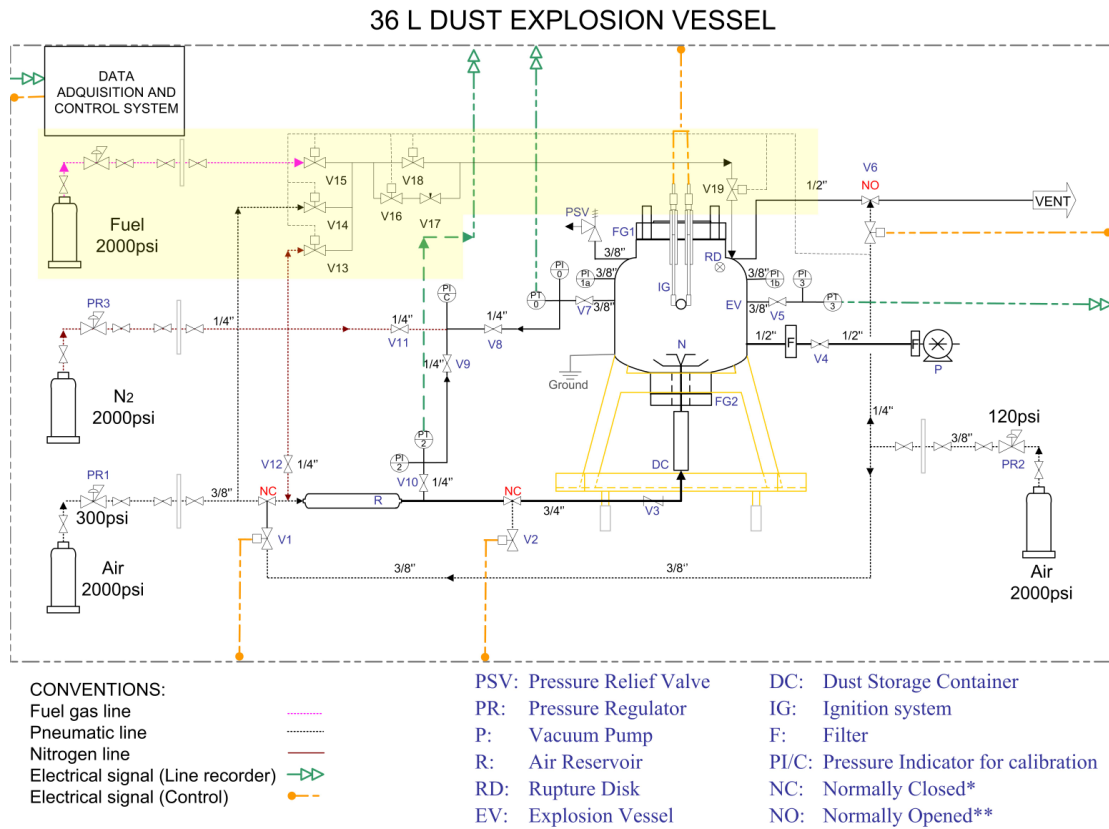 36 L DUST EXPLOSION VESSEL
DATA
ADQUISITION AND
CONTROL SYSTEM
Fuel
2000psi
V15
V14
V13
V18
V16
V17
V19
PSV
3/8"
FG1
RD
IG
EV
1/2"
V6
NO
VENT
PI
0
PI
1a
3/8"
PT
0
V7
3/8"
PI
C
3/8"
PI
1b
PI
3
3/8"
V5
PT
3
PR3
1/4"
N2
2000psi
1/4"
V11
1/4"
V8
V9
1/4"
Ground
N
FG2
1/2"
F
V4
1/2"
F
P
PT
2
PI
2
V10
1/4"
V12
1/4"
DC
1/4"
120psi
3/8"
PR2
Air
2000psi
PR1
300psi
3/8"
NC
R
NC
3/4"
V3
V1
V2
Air
2000psi
3/8"
3/8"
CONVENTIONS:
Fuel gas line
Pneumatic line
Nitrogen line
Electrical signal (Line recorder)
Electrical signal (Control)
PSV: Pressure Relief Valve
PR: Pressure Regulator
P: Vacuum Pump
R: Air Reservoir
RD: Rupture Disk
EV: Explosion Vessel
DC: Dust Storage Container
IG: Ignition system
F: Filter
PI/C: Pressure Indicator for calibration
NC: Normally Closed*
NO: Normally Opened**